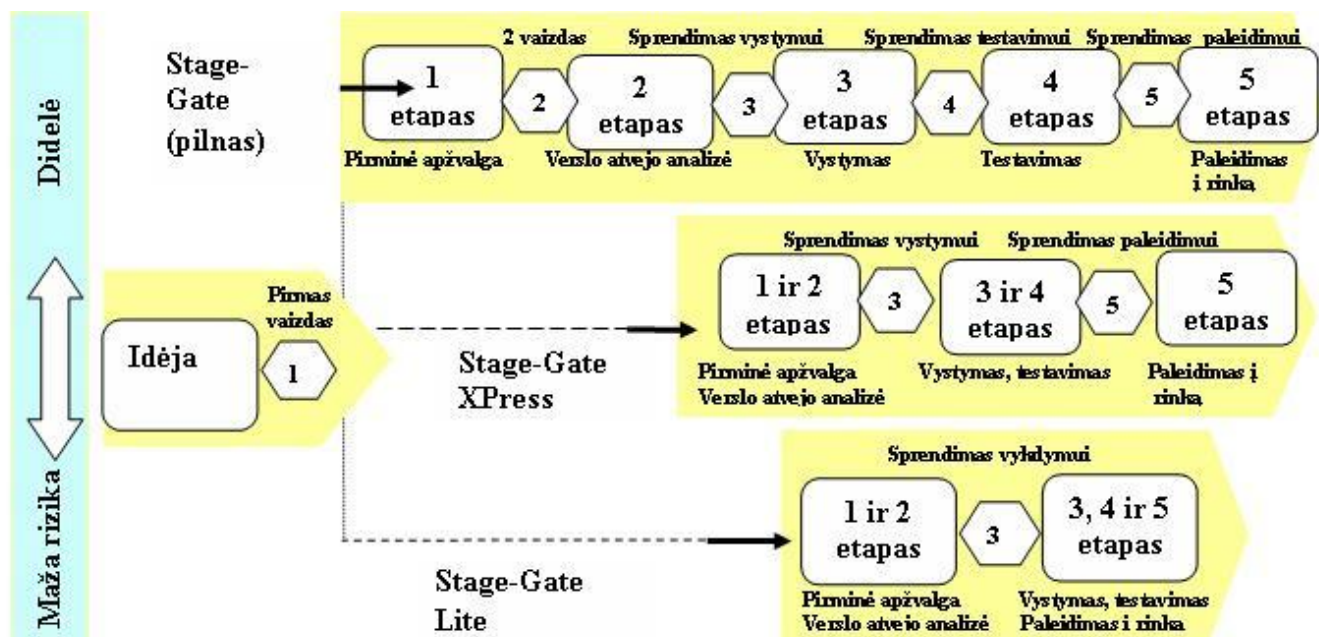 Didelė
Maža rizika
Stage-
Gate
(pilnas)
2 vaizdas
Sprendimas vystymui
Sprendimas testavimui
Sprendimas paleidimui
1
etapas
2
2
etapas
3
3
etapas
4
4
etapas
5
5
etapas
Pirminė apžvalga
Verslo atvejo analizė
Vystymas
Testavimas
Paleidimas
į rinką
Idėja
Pirmas
vaizdas
1
Stage-Gate
XPress
Sprendimas vystymui
Sprendimas paleidimui
1 ir 2
etapas
3
3 ir 4
etapas
5
5
etapas
Pirminė apžvalga
Verslo atvejo analizė
Vystymas, testavimas
Paleidimas į
rinką
Stage-Gate
Lite
Sprendimas vykdymui
1 ir 2
etapas
3
3, 4 ir 5
etapas
Pirminė apžvalga
Verslo atvejo analizė
Vystymas, testavimas
Paleidimas į rinką